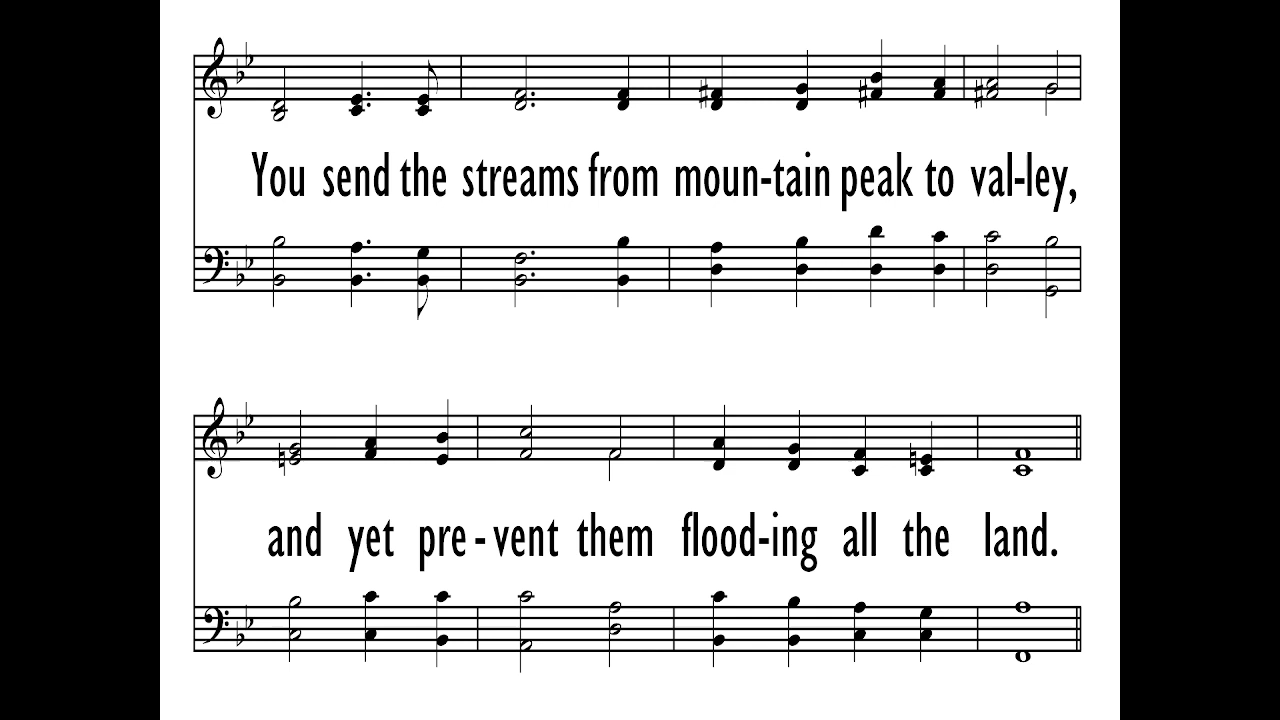 You send the streams from moun-tain peak to val-ley,
and yet pre - vent them flood-ing all the land.